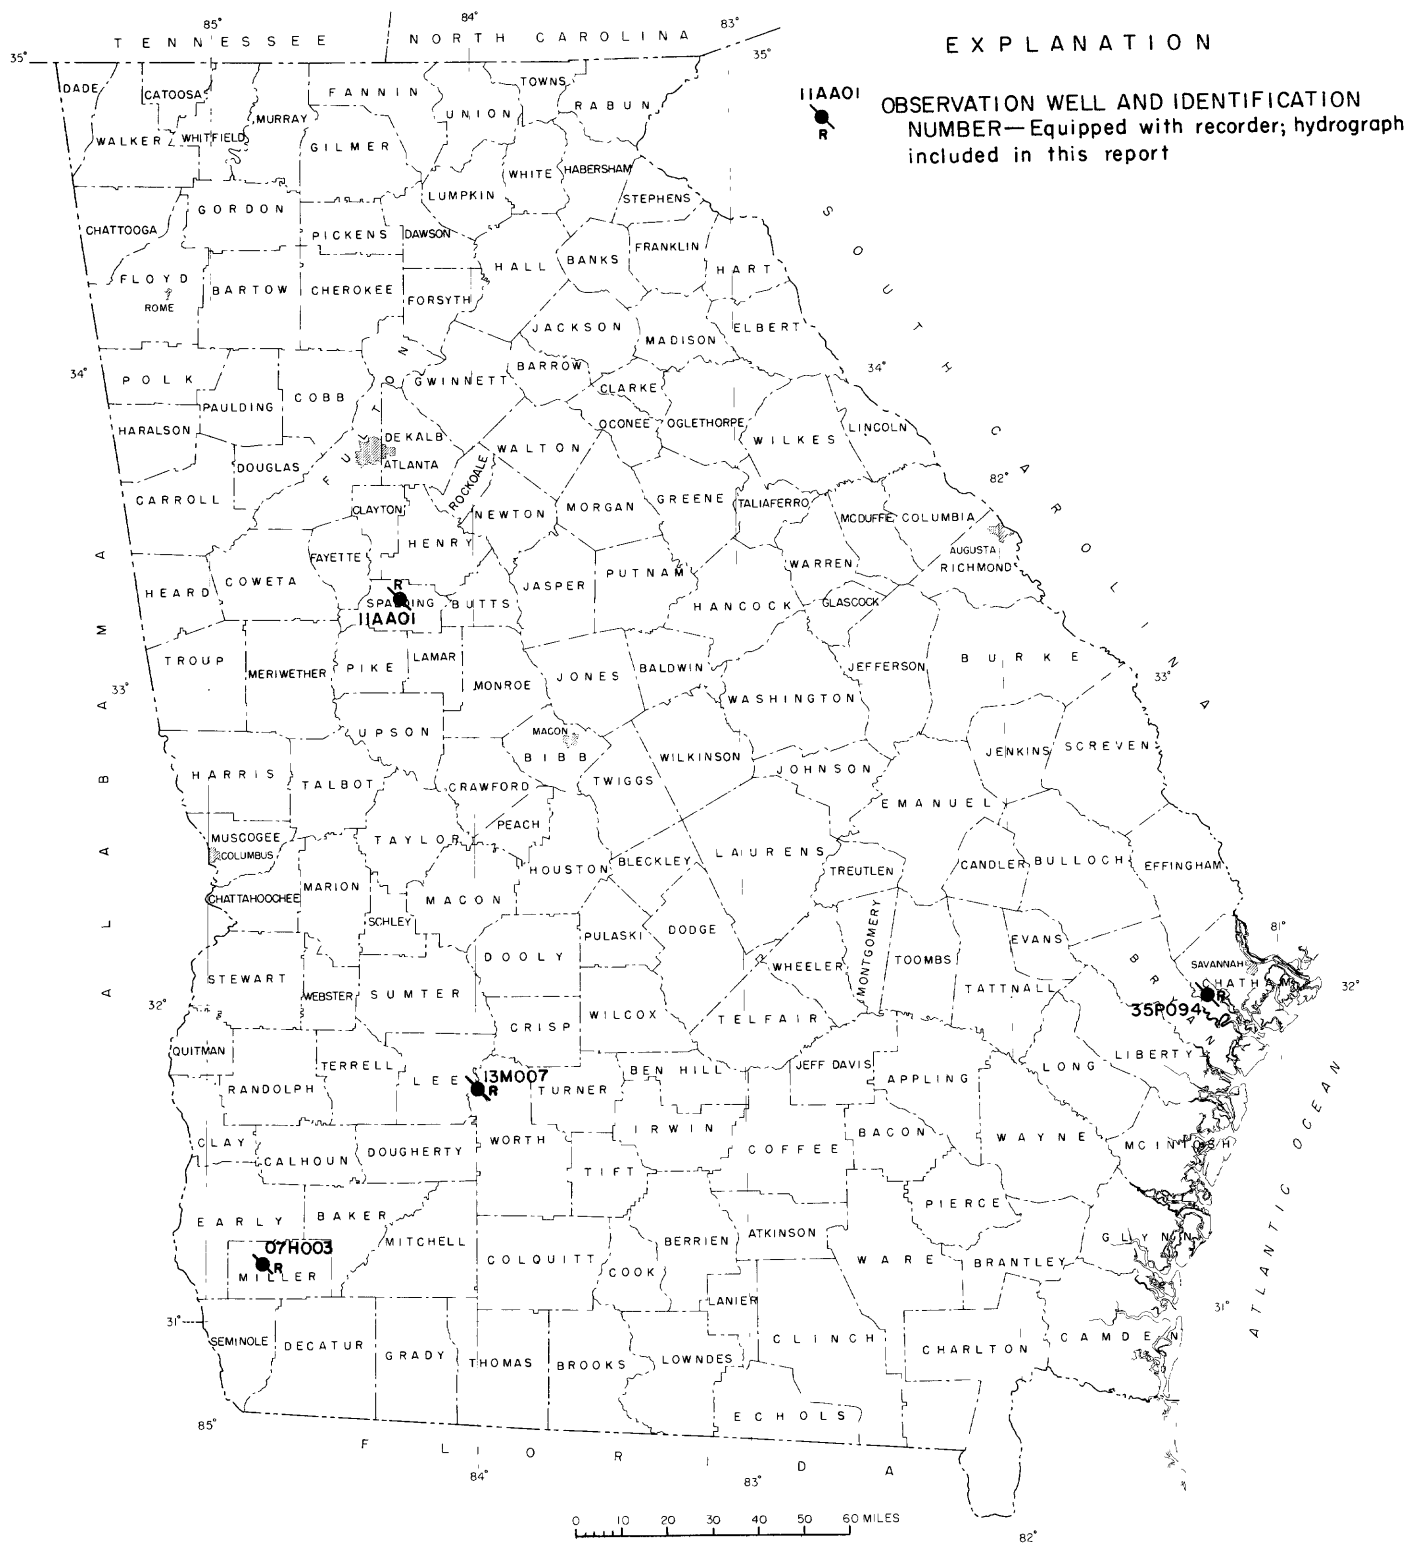 85°
84°
83°
TENNESSEE
NORTH CAROLINA
35°
35°
EXPLANATION
11AA01
R
OBSERVATION WELL AND IDENTIFICATION
NUMBER—Equipped with recorder; hydrograph
included in this report
DADE
CATOOSA
FANNIN
TOWNS
RABUN
UNION
MURRAY
WALKER
WHITFIELD
GILMER
WHITE
HABERSHAM
LUMPKIN
STEPHENS
GORDON
CHATTOOGA
PICKENS
DAWSON
FRANKLIN
HALL
BANKS
HART
FLOYD
ROME
BARTOW
CHEROKEE
FORSYTH
SOUTH CAROLINA
JACKSON
MADISON
ELBERT
34°
34°
POLK
COBB
FULTON
GWINNETT
BARROW
CLARKE
PAULDING
HARALSON
OCONEE
OGLETHORPE
WILKES
LINCOLN
DEKALB
ATLANTA
WALTON
DOUGLAS
ROCKDALE
82°
CARROLL
CLAYTON
NEWTON
MORGAN
GREENE
TALIAFERRO
MCDUFFIE
COLUMBIA
HENRY
FAYETTE
AUGUSTA
RICHMOND
ALABAMA
HEARD
COWETA
R
SPALDING
11AA01
BUTTS
JASPER
PUTNAM
WARREN
HANCOCK
GLASCOCK
TROUP
MERIWETHER
PIKE
LAMAR
MONROE
JONES
BALDWIN
JEFFERSON
BURKE
33°
33°
WASHINGTON
UPSON
MACON
BIBB
WILKINSON
JENKINS
SCREVEN
HARRIS
TALBOT
CRAWFORD
TWIGGS
JOHNSON
EMANUEL
PEACH
MUSCOGEE
COLUMBUS
TAYLOR
HOUSTON
BLECKLEY
LAURENS
TREUTLEN
CANDLER
BULLOCH
EFFINGHAM
CHATTAHOOCHEE
MARION
MACON
SCHLEY
PULASKI
DODGE
MONTGOMERY
EVANS
81°
DOOLY
WHEELER
TOOMBS
BRYAN
SAVANNAH
CHATHAM
STEWART
WEBSTER
SUMTER
TATTNALL
32°
32°
R
35P094
CRISP
WILCOX
TELFAIR
QUITMAN
TERRELL
LEE
13M007
R
TURNER
BEN HILL
JEFF DAVIS
APPLING
LONG
LIBERTY
RANDOLPH
CLAY
CALHOUN
DOUGHERTY
WORTH
IRWIN
COFFEE
BACON
WAYNE
MCINTOSH
TIFT
ATLANTIC OCEAN
EARLY
BAKER
PIERCE
MITCHELL
07H003
R
MILLER
COLQUITT
BERRIEN
ATKINSON
WARE
BRANTLEY
GLYNN
COOK
LANIER
31°
31°
SEMINOLE
DECATUR
GRADY
THOMAS
BROOKS
LOWNDES
CLINCH
CHARLTON
CAMDEN
ECHOLS
85°
FLORIDA
84°
83°
0 10 20 30 40 50 60 MILES
82°